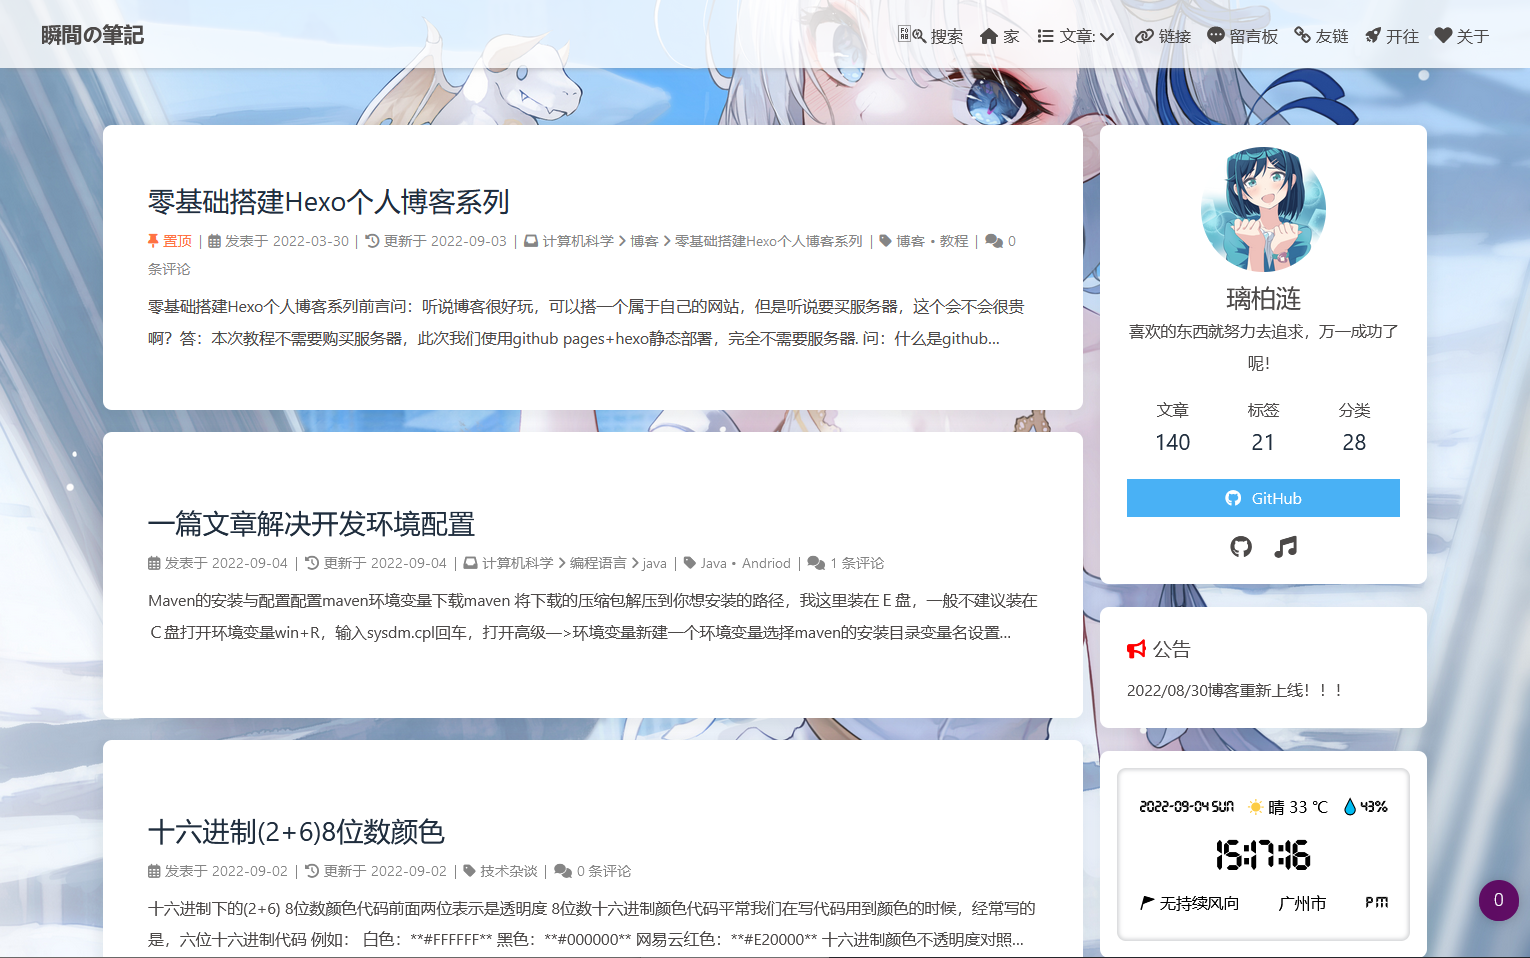 瞬間の筆記
搜索 家 文章: 链接 留言板 友链 开往 关于
零基础搭建Hexo个人博客系列
置顶 | 发表于 2022-03-30 | 更新于 2022-09-03 | 计算机科学 > 博客 > 零基础搭建Hexo个人博客系列 | 博客 • 教程 | 0
条评论
零基础搭建Hexo个人博客系列前言问：听说博客很好玩，可以搭一个属于自己的网站，但是听说要买服务器，这个会不会很贵
啊？答：本次教程不需要购买服务器，此次我们使用github pages+hexo静态部署，完全不需要服务器. 问：什么是github...
一篇文章解决开发环境配置
发表于 2022-09-04 | 更新于 2022-09-04 | 计算机科学 > 编程语言 > java | Java • Andriod | 1 条评论
Maven的安装与配置配置maven环境变量下载maven 将下载的压缩包解压到你想安装的路径，我这里装在 E 盘，一般不建议装在
C盘打开环境变量win+R，输入sysdm.cpl回车，打开高级—>环境变量新建一个环境变量选择maven的安装目录变量名设置...
十六进制(2+6)8位数颜色
发表于 2022-09-02 | 更新于 2022-09-02 | 技术杂谈 | 0 条评论
十六进制下的(2+6) 8位数颜色代码前面两位表示是透明度 8位数十六进制颜色代码平常我们在写代码用到颜色的时候，经常写的
是，六位十六进制代码 例如： 白色：**#FFFFFF** 黑色：**#000000** 网易云红色：**#E20000** 十六进制颜色不透明度对照...
璃柏涟
喜欢的东西就努力去追求，万一成功了
呢！
文章 标签 分类
140 21 28
GitHub
公告
2022/08/30博客重新上线！！！
2022-09-04 SUN 晴 33 ℃ 43%
15:17:16
无持续风向 广州市 PM
0